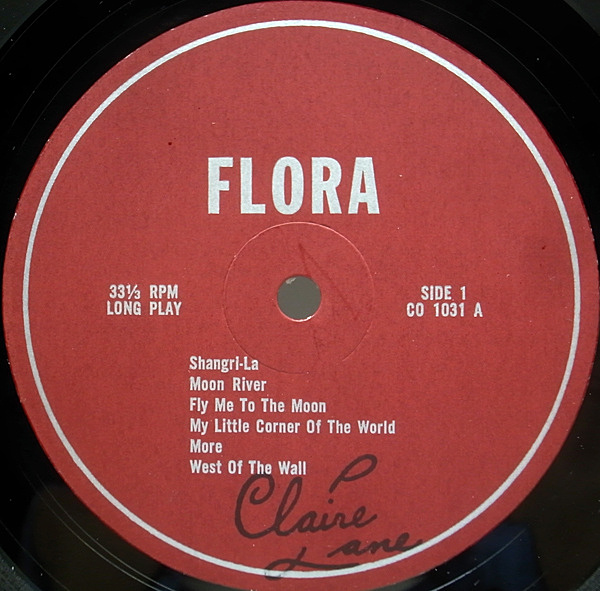 FLORA
33⅓ RPM
LONG PLAY
SIDE 1
CO 1031 A
Shangri-La
Moon River
Fly Me To The Moon
My Little Corner Of The World
More
West Of The Wall
Claire
Lane